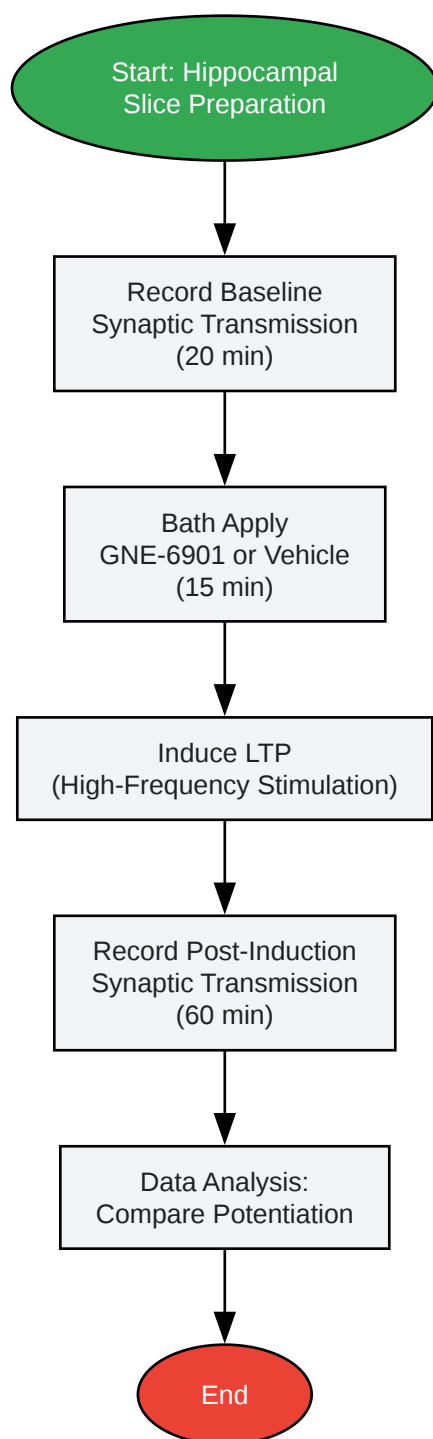 Start: Hippocampal
Slice Preparation
Record Baseline
Synaptic Transmission
(20 min)
Bath Apply
GNE-6901 or Vehicle
(15 min)
Induce LTP
(High-Frequency Stimulation)
Record Post-Induction
Synaptic Transmission
(60 min)
Data Analysis:
Compare Potentiation
End